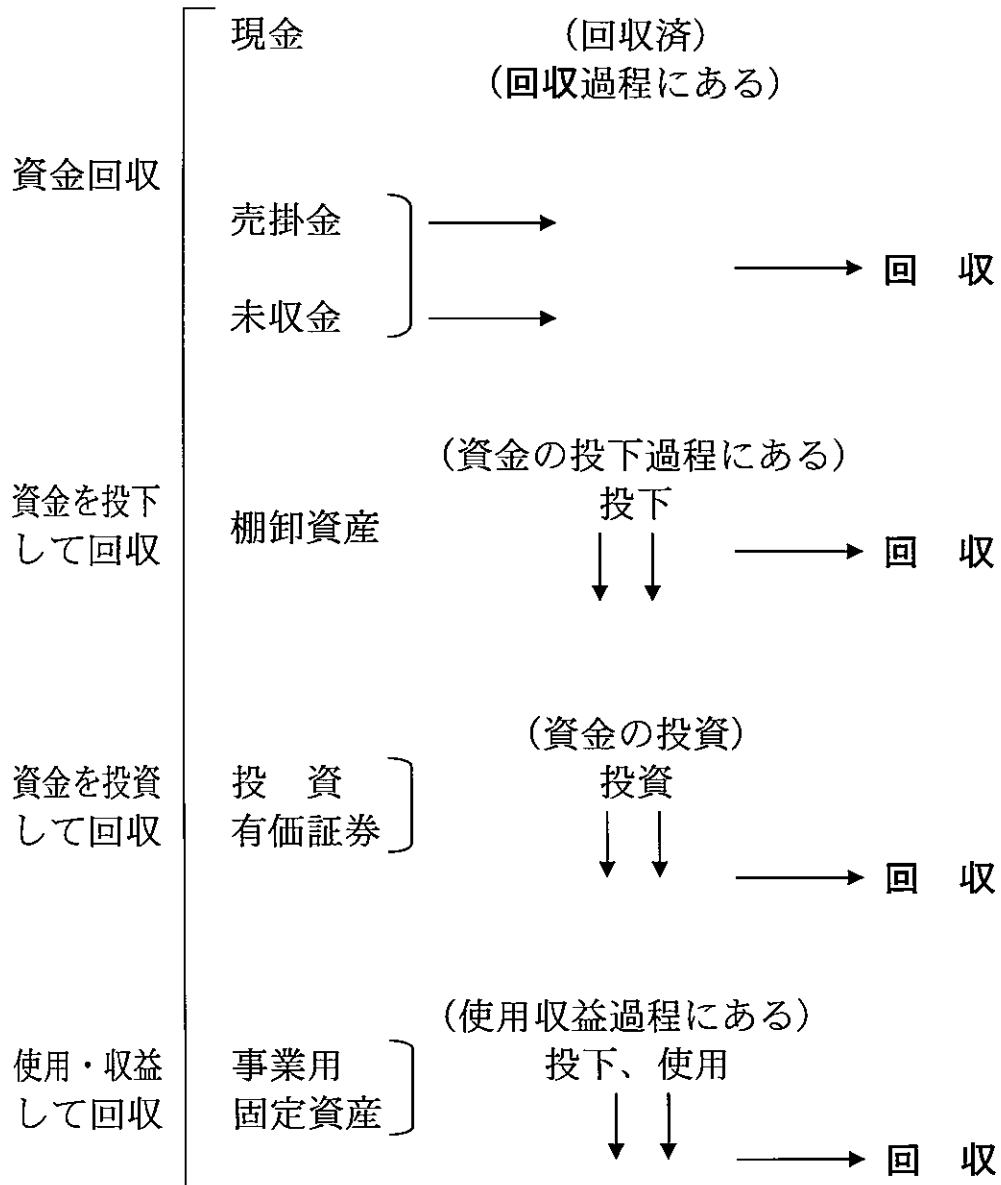 現金 (回収済)
(回収過程にある)
資金回収
売掛金
回 収
未収金
(資金の投下過程にある)
資金を投下
して回収
棚卸資産
投下
回 収
(資金の投資)
資金を投資
して回収
投 資
有価証券
投資
回 収
(使用収益過程にある)
使用・収益
して回収
事業用
固定資産
投下、使用
回 収